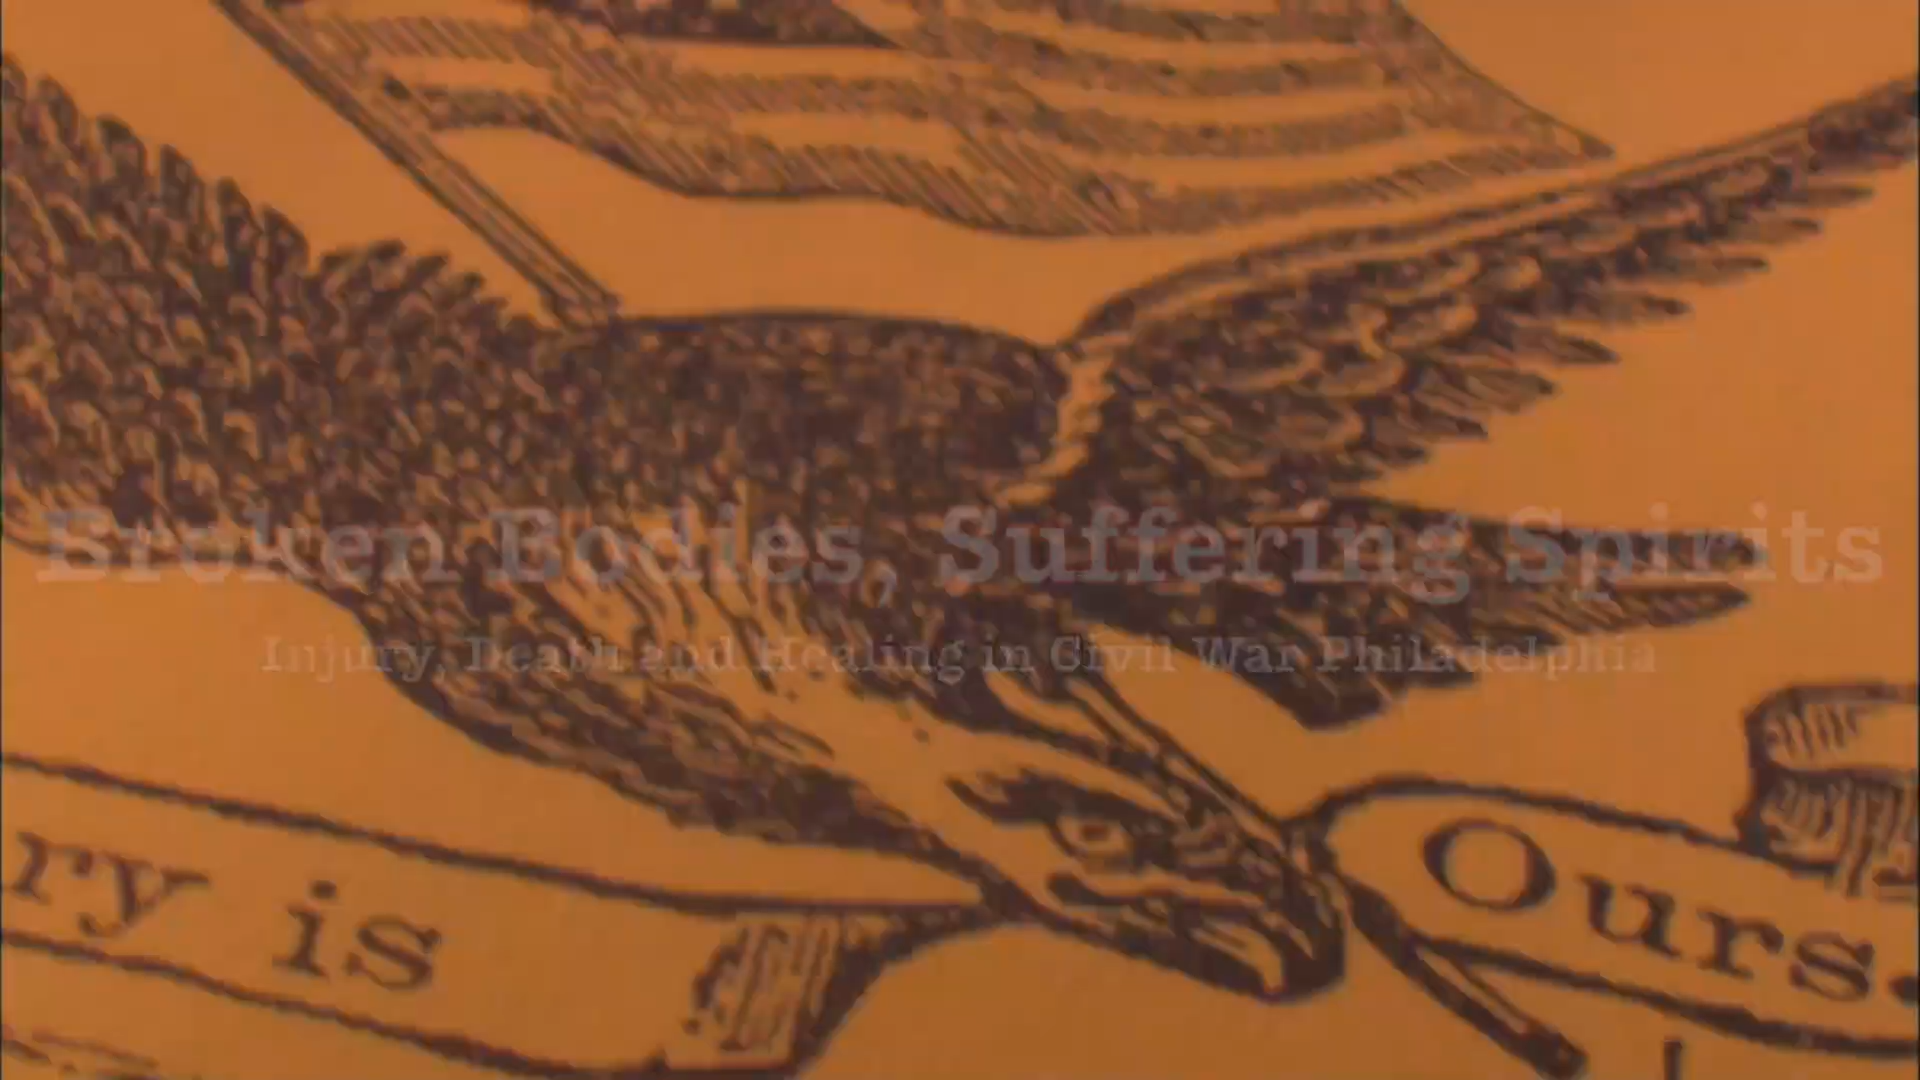 Broken Bodies, Suffering Spirits
Injury, Death and Healing in Civil War Philadelphia
ry is
Ours.